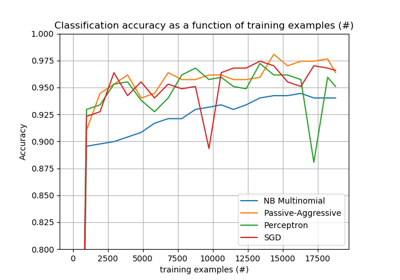 Classification accuracy as a function of training examples (#)
1.000
0.975
0.950
0.925
0.900
0.875
0.850
0.825
0.800
Accuracy
NB Multinomial
Passive-Aggressive
Perceptron
SGD
0 2500 5000 7500 10000 12500 15000 17500
training examples (#)